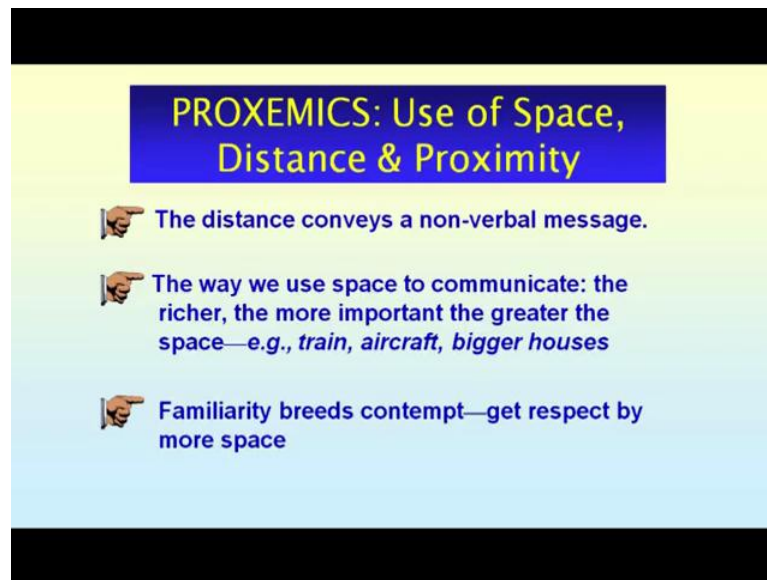 PROXEMICS: Use of Space,
Distance & Proximity
The distance conveys a non-verbal message.
The way we use space to communicate: the
richer, the more important the greater the
space—e.g., train, aircraft, bigger houses
Familiarity breeds contempt—get respect by
more space